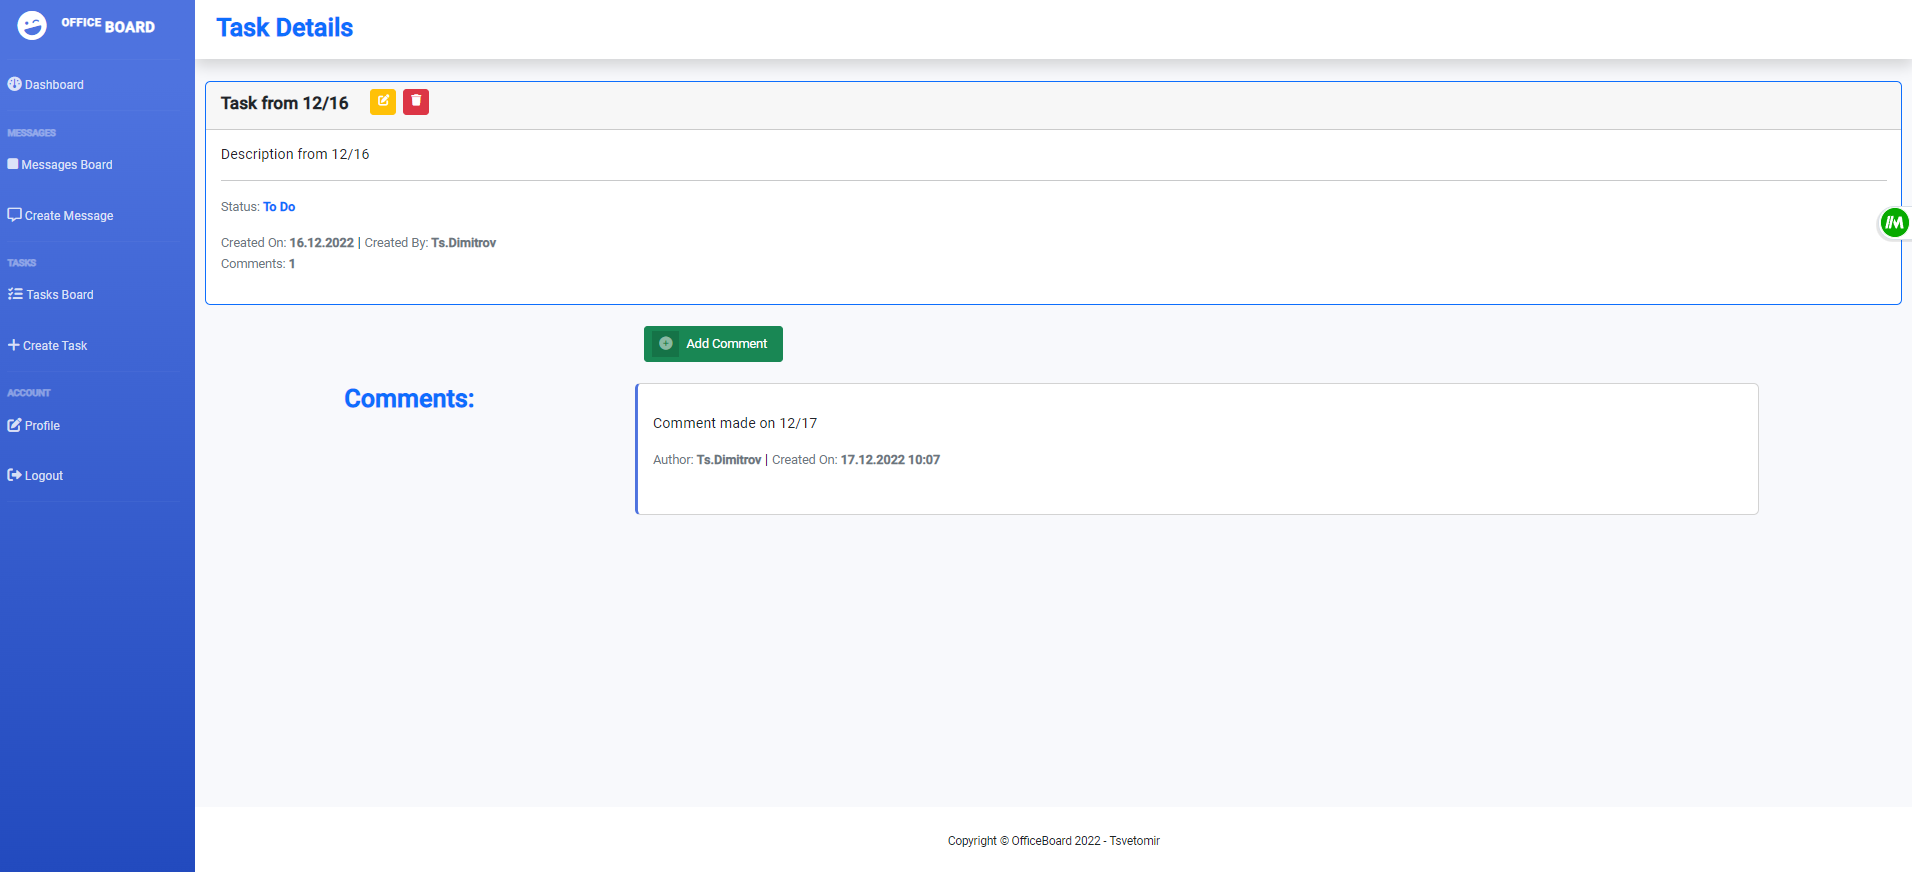 OFFICE BOARD
Dashboard
MESSAGES
Messages Board
Create Message
TASKS
Tasks Board
Create Task
ACCOUNT
Profile
Logout
Task Details
Task from 12/16
Description from 12/16
Status: To Do
Created On: 16.12.2022 | Created By: Ts.Dimitrov
Comments: 1
Add Comment
Comments:
Comment made on 12/17
Author: Ts.Dimitrov | Created On: 17.12.2022 10:07
Copyright © OfficeBoard 2022 - Tsvetomir